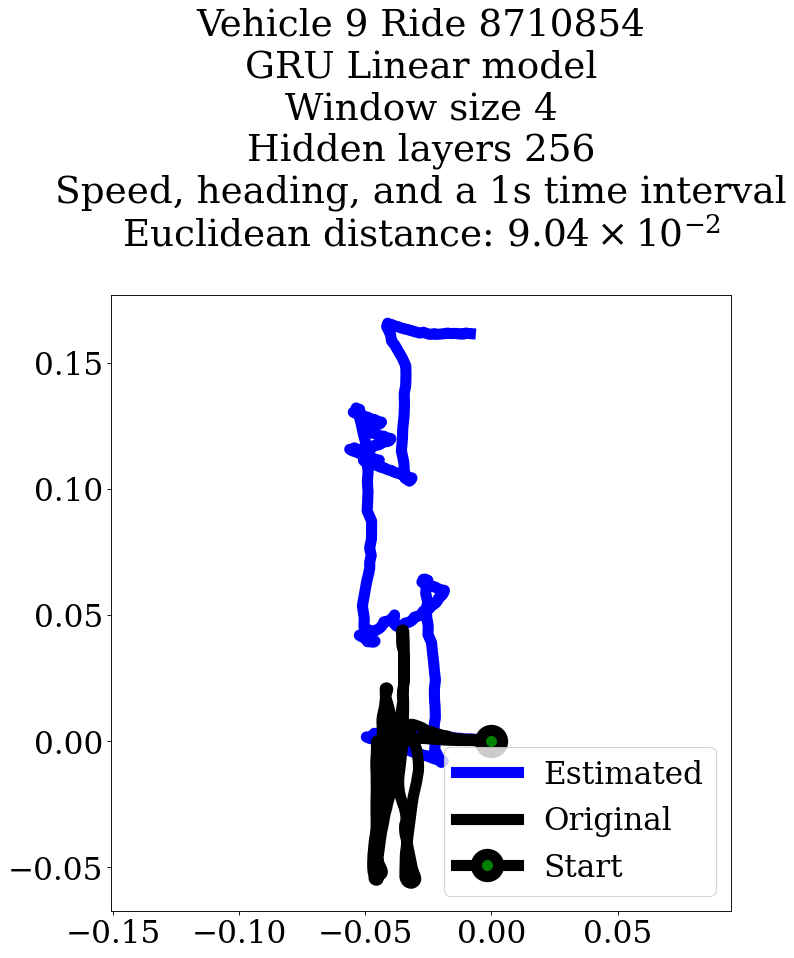 Vehicle 9 Ride 8710854
GRU Linear model
Window size 4
Hidden layers 256
Speed, heading, and a 1s time interval
Euclidean distance: 9.04 × 10⁻²
0.15
0.10
0.05
0.00
−0.05
Estimated
Original
Start
−0.15 −0.10 −0.05 0.00 0.05